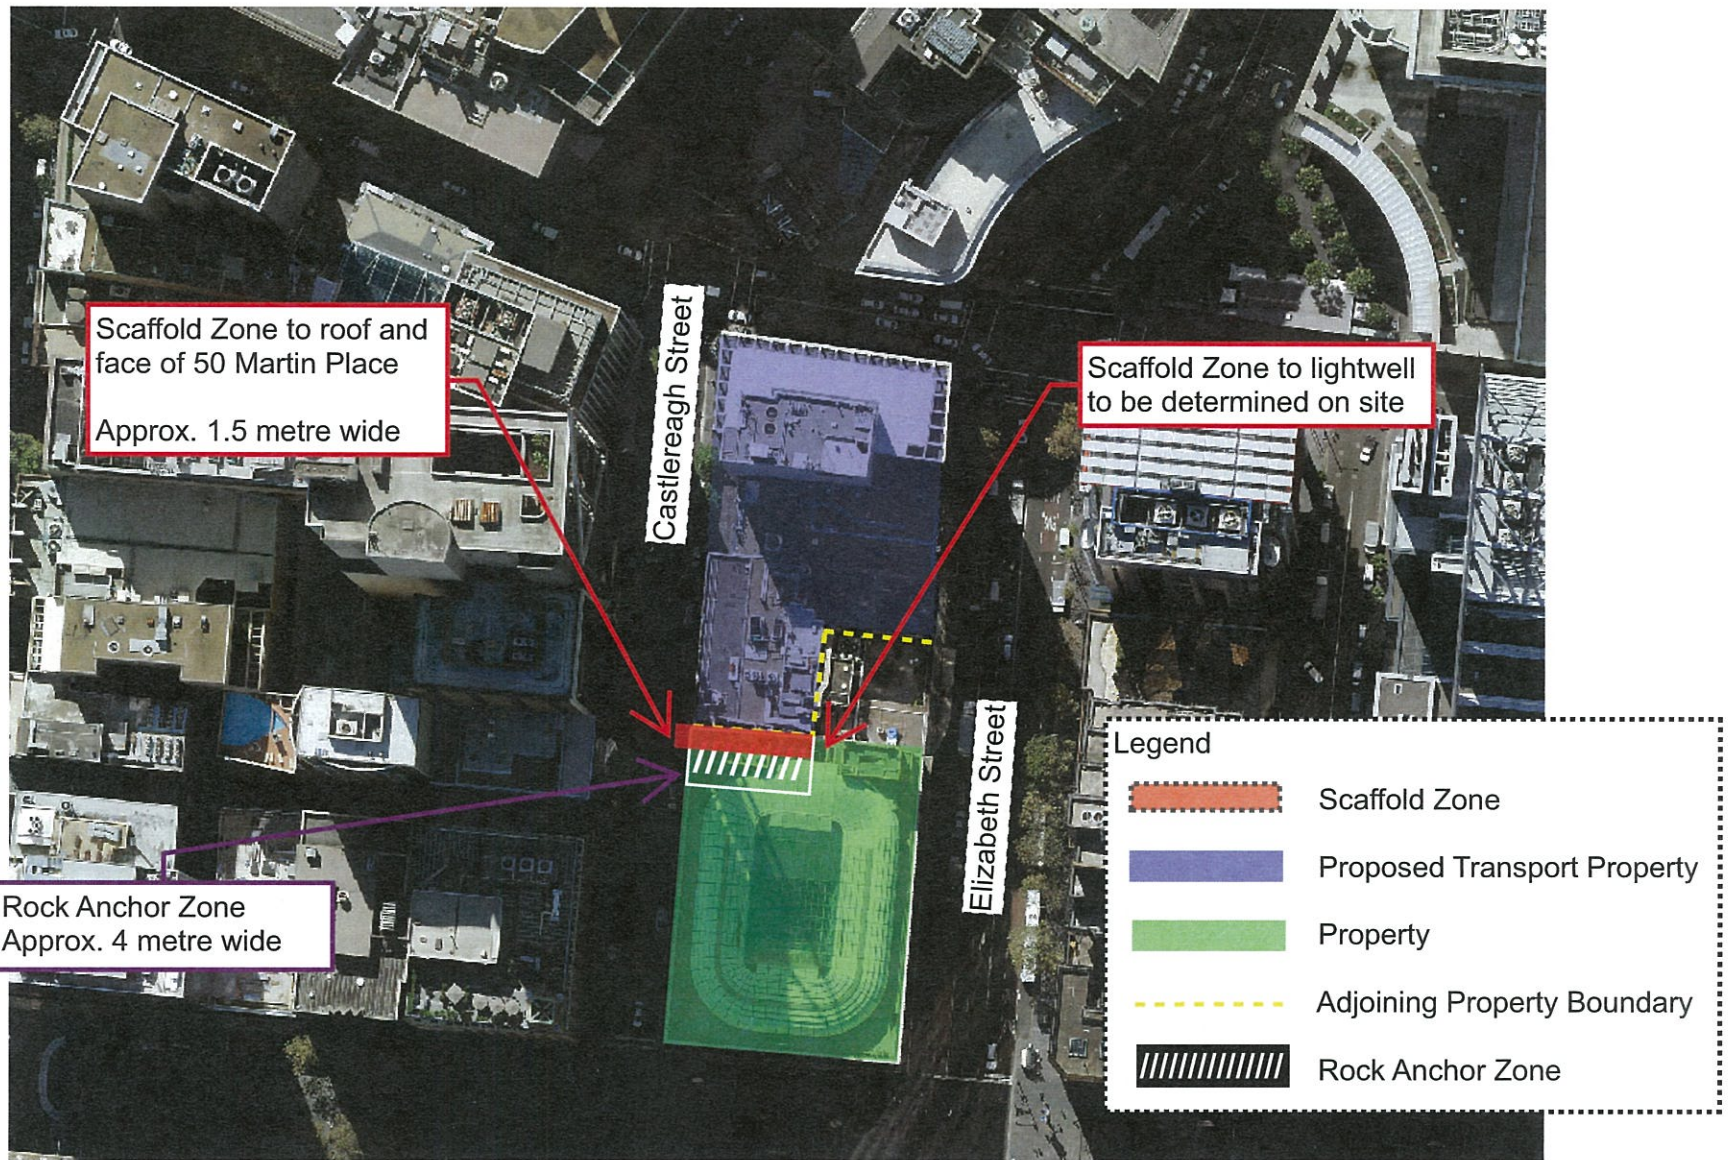 Scaffold Zone to roof and
face of 50 Martin Place
Approx. 1.5 metre wide
Castlereagh Street
Scaffold Zone to lightwell
to be determined on site
Elizabeth Street
Rock Anchor Zone
Approx. 4 metre wide
Legend
Scaffold Zone
Proposed Transport Property
Property
Adjoining Property Boundary
Rock Anchor Zone